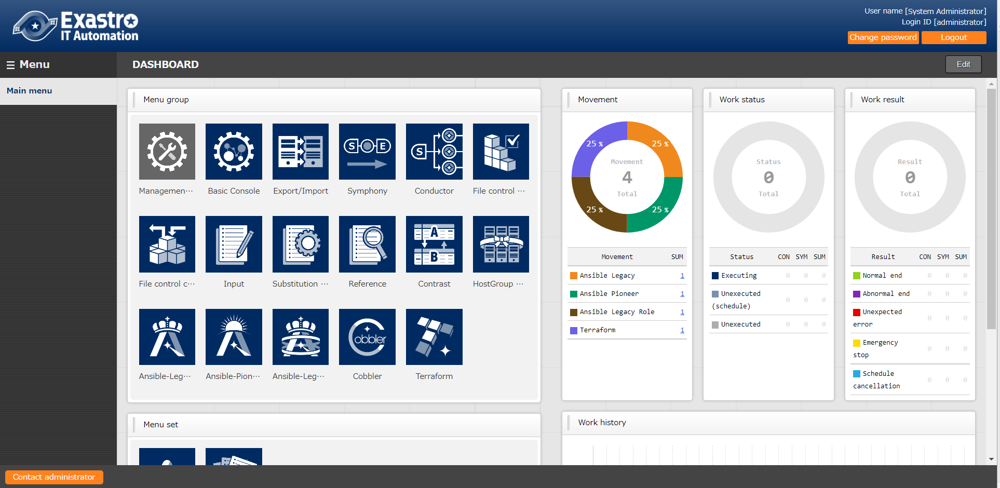 Exastro
IT Automation
User name [System Administrator]
Login ID [administrator]
Change password
Logout
Menu
DASHBOARD
Edit
Main menu
Menu group
Managemen···
Basic Console
Export/Import
S E
Symphony
S
Conductor
File control ···
File control c···
Input
Substitution ···
Reference
A
B
Contrast
HostGroup ···
Ansible-Leg···
Ansible-Pion···
Ansible-Leg···
Cobbler
Cobbler
Terraform
Menu set
Movement
25 %
25 %
Movement
4
Total
25 %
25 %
Movement SUM
Ansible Legacy 1
Ansible Pioneer 1
Ansible Legacy Role 1
Terraform 1
Work status
Status
0
Total
Status CON SYM SUM
Executing 0 0 0
Unexecuted
(schedule) 0 0 0
Unexecuted 0 0 0
Work result
Result
0
Total
Result CON SYM SUM
Normal end 0 0 0
Abnormal end 0 0 0
Unexpected
error 0 0 0
Emergency
stop 0 0 0
Schedule
cancellation 0 0 0
Work history
Contact administrator